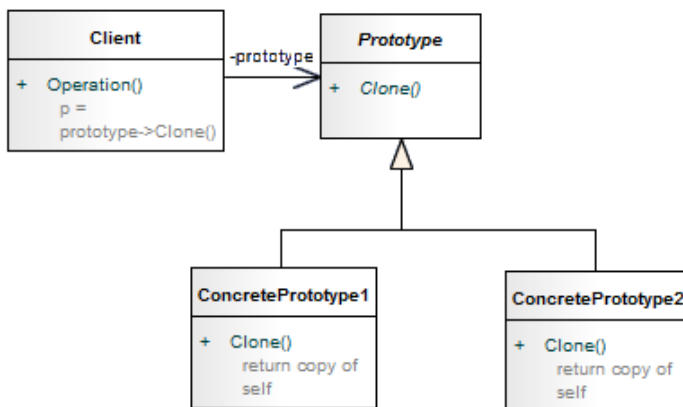 Client
+ Operation()
p =
prototype->Clone()
-prototype
Prototype
+ Clone()
ConcretePrototype1
+ Clone()
return copy of
self
ConcretePrototype2
+ Clone()
return copy of
self